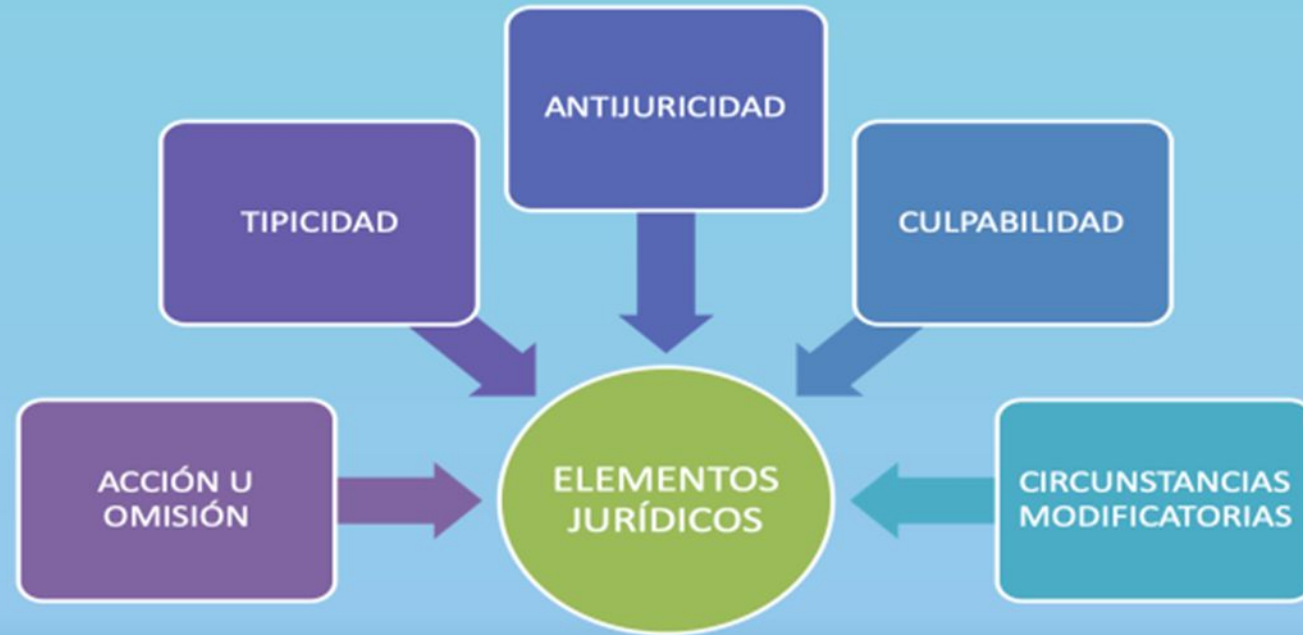 ANTIJURICIDAD
TIPICIDAD
CULPABILIDAD
ACCIÓN U
OMISIÓN
ELEMENTOS
JURÍDICOS
CIRCUNSTANCIAS
MODIFICATORIAS